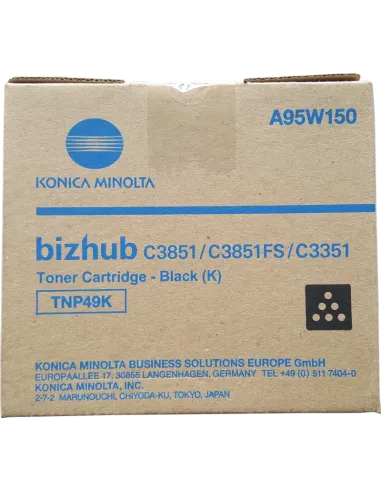 A95W150
KONICA MINOLTA
bizhub C3851/C3851FS/C3351
Toner Cartridge - Black (K)
TNP49K
KONICA MINOLTA BUSINESS SOLUTIONS EUROPE GmbH
EUROPAALLEE 17, 30855 LANGENHAGEN, GERMANY TEL +49 (0) 511 7404-0
KONICA MINOLTA, INC.
2-7-2 MARUNOUCHI, CHIYODA-KU, TOKYO, JAPAN